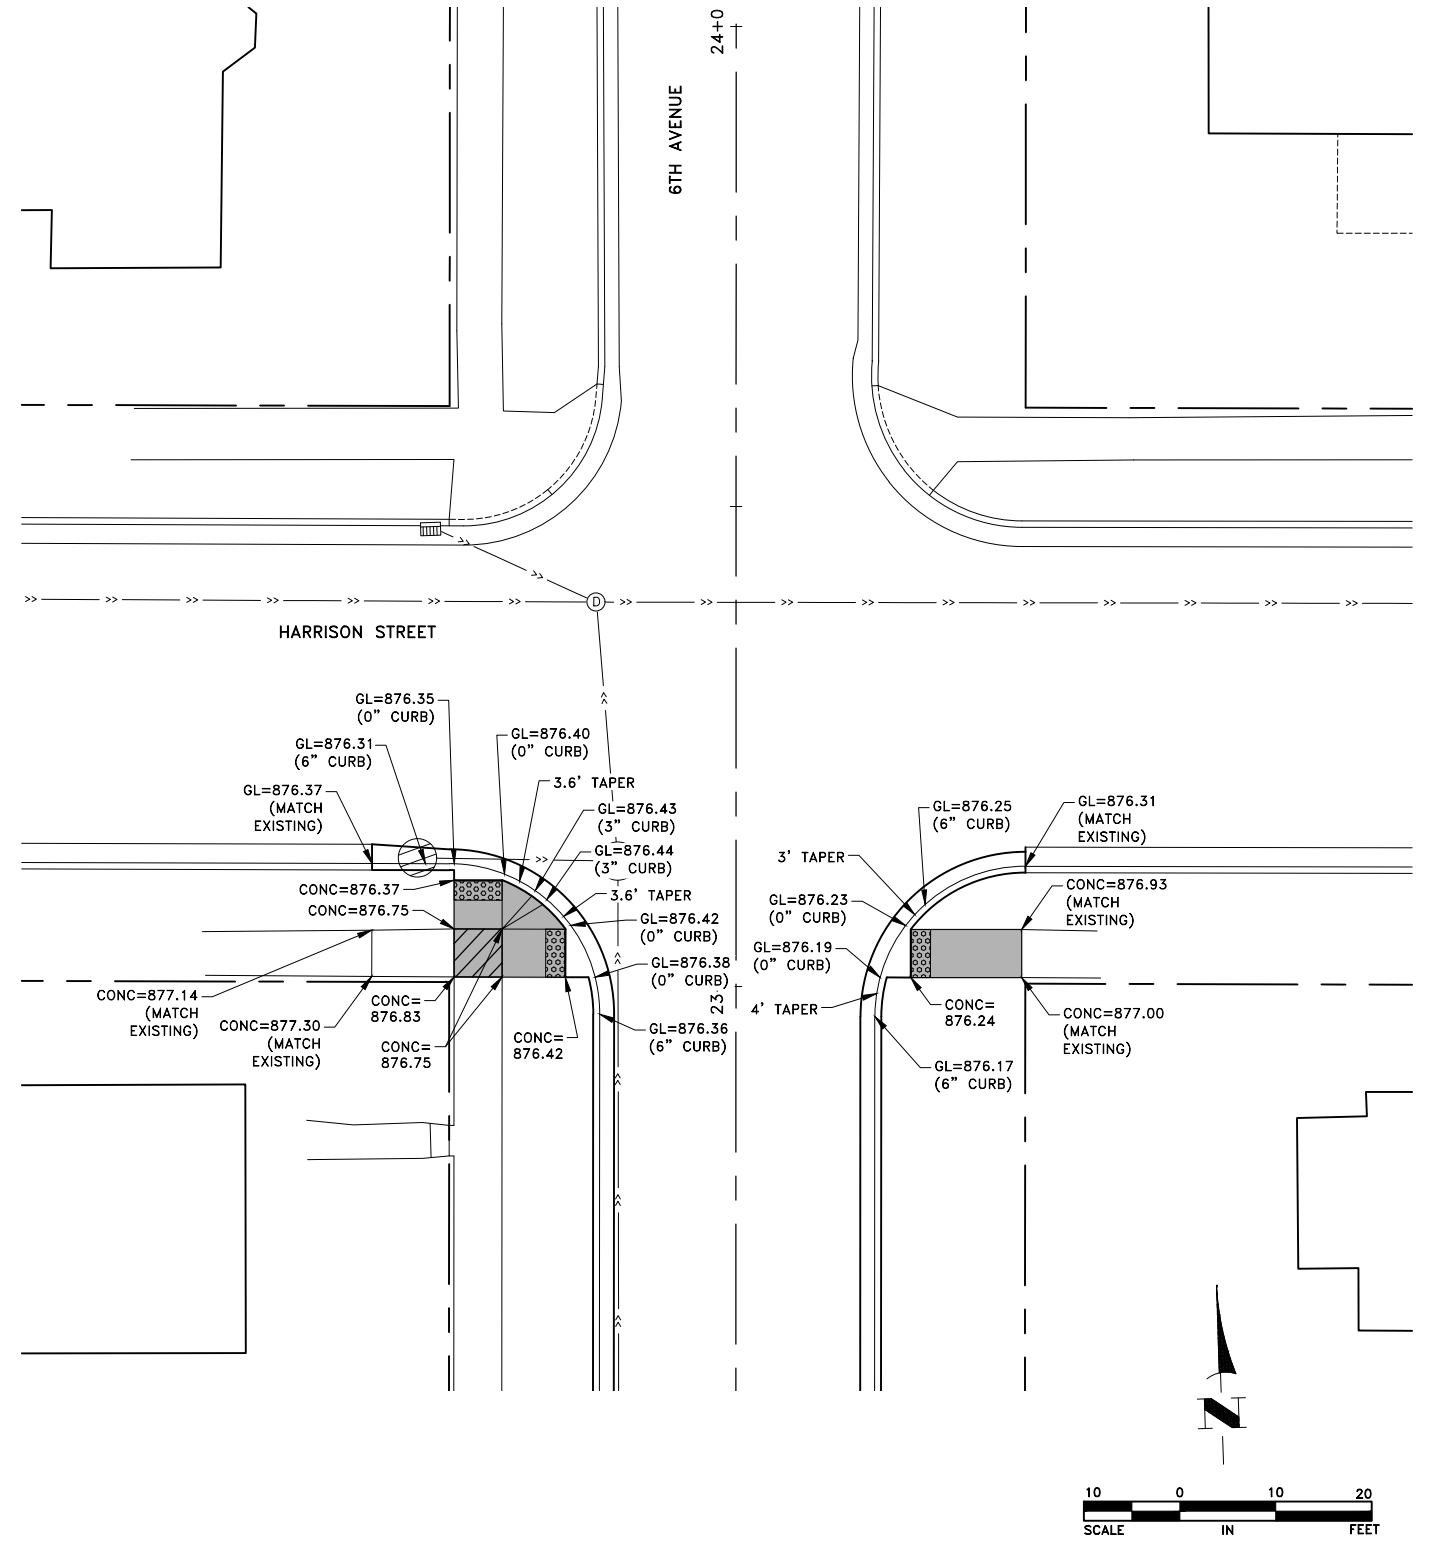 24+0
6TH AVENUE
D
HARRISON STREET
GL=876.35
(0" CURB)
GL=876.31
(6" CURB)
GL=876.37
(MATCH
EXISTING)
GL=876.40
(0" CURB)
3.6' TAPER
GL=876.43
(3" CURB)
GL=876.44
(3" CURB)
3.6' TAPER
GL=876.42
(0" CURB)
GL=876.38
(0" CURB)
GL=876.36
(6" CURB)
CONC=876.37
CONC=876.75
CONC=877.14
(MATCH
EXISTING)
CONC=877.30
(MATCH
EXISTING)
CONC=
876.83
CONC=
876.75
CONC=
876.42
23
GL=876.25
(6" CURB)
GL=876.31
(MATCH
EXISTING)
3' TAPER
CONC=876.93
(MATCH
EXISTING)
GL=876.23
(0" CURB)
GL=876.19
(0" CURB)
4' TAPER
CONC=
876.24
CONC=877.00
(MATCH
EXISTING)
GL=876.17
(6" CURB)
N
10 0 10 20
SCALE IN FEET